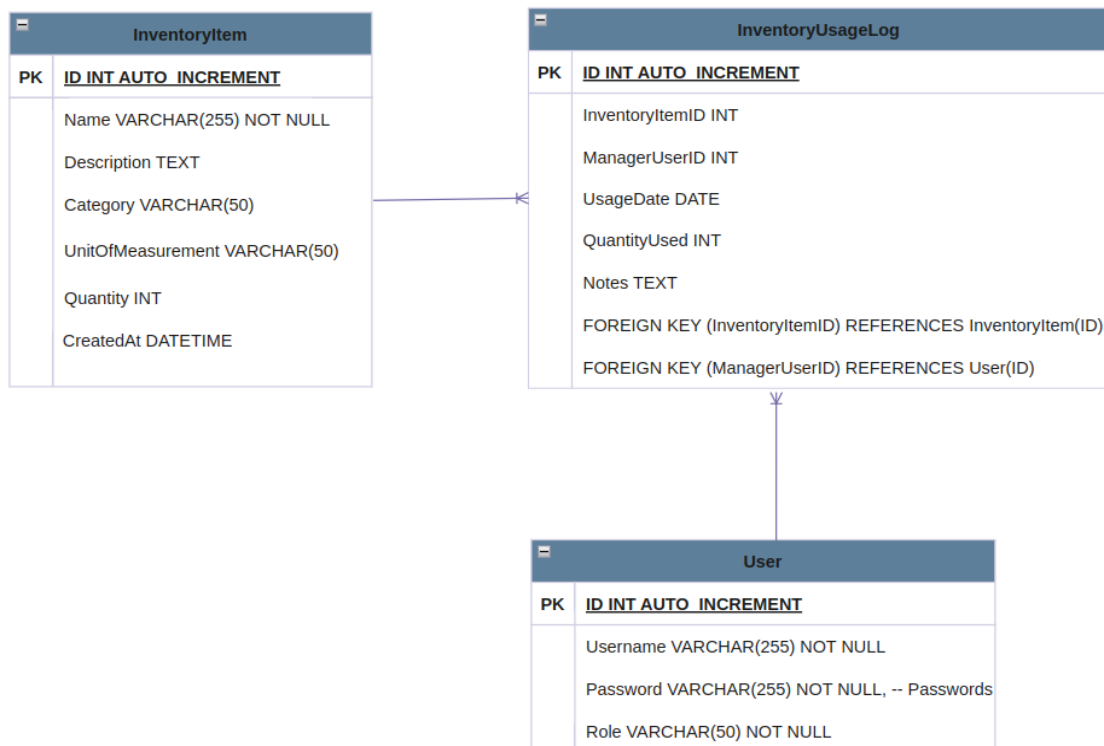 InventoryItem
PK ID INT AUTO_INCREMENT
Name VARCHAR(255) NOT NULL
Description TEXT
Category VARCHAR(50)
UnitOfMeasurement VARCHAR(50)
Quantity INT
CreatedAt DATETIME
InventoryUsageLog
PK ID INT AUTO_INCREMENT
InventoryItemID INT
ManagerUserID INT
UsageDate DATE
QuantityUsed INT
Notes TEXT
FOREIGN KEY (InventoryItemID) REFERENCES InventoryItem(ID)
FOREIGN KEY (ManagerUserID) REFERENCES User(ID)
User
PK ID INT AUTO_INCREMENT
Username VARCHAR(255) NOT NULL
Password VARCHAR(255) NOT NULL, -- Passwords
Role VARCHAR(50) NOT NULL